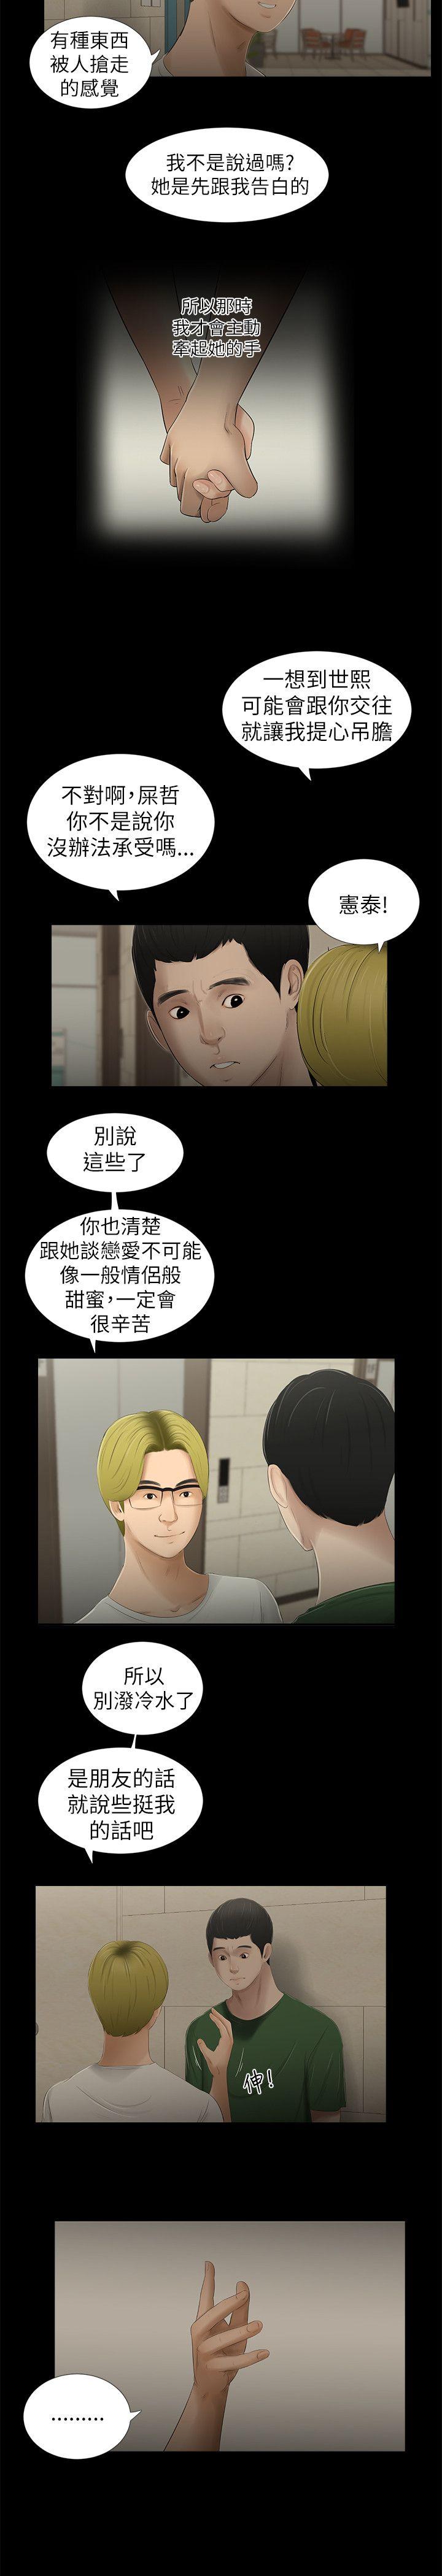 有種東西
被人搶走
的感覺
我不是說過嗎?
她是先跟我告白的
所以那時
我才會主動
牽起她的手
一想到世熙
可能會跟你交往
就讓我提心吊膽
不對啊,屎哲
你不是說你
沒辦法承受嗎...
憲泰!
別說
這些了
你也清楚
跟她談戀愛不可能
像一般情侶般
甜蜜,一定會
很辛苦
所以
別潑冷水了
是朋友的話
就說些挺我
的話吧
伸!
.........